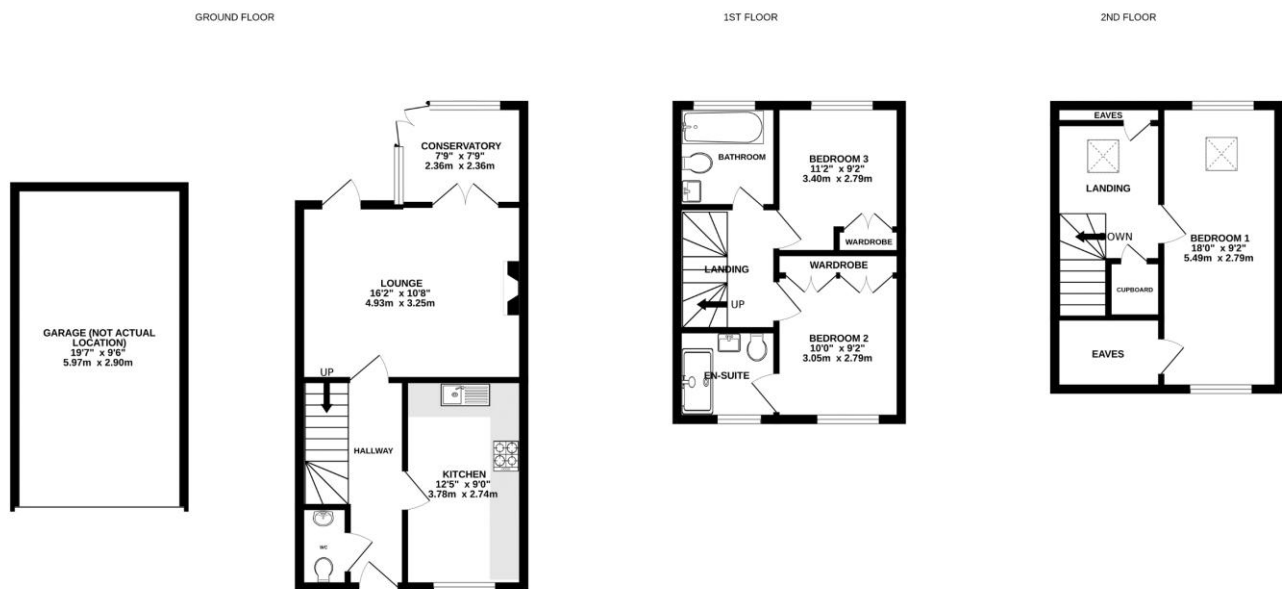 GROUND FLOOR
1ST FLOOR
2ND FLOOR
CONSERVATORY
7'9" x 7'9"
2.36m x 2.36m
LOUNGE
16'2" x 10'8"
4.93m x 3.25m
GARAGE (NOT ACTUAL
LOCATION)
19'7" x 9'6"
5.97m x 2.90m
UP
HALLWAY
KITCHEN
12'5" x 9'0"
3.78m x 2.74m
WC
BATHROOM
BEDROOM 3
11'2" x 9'2"
3.40m x 2.79m
WARDROBE
WARDROBE
LANDING
UP
BEDROOM 2
10'0" x 9'2"
3.05m x 2.79m
EN-SUITE
EAVES
LANDING
DOWN
BEDROOM 1
18'0" x 9'2"
5.49m x 2.79m
CUPBOARD
EAVES